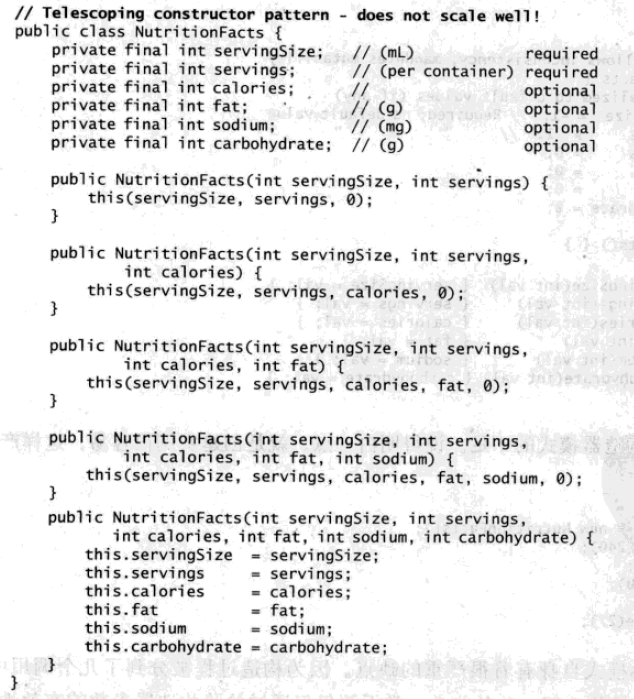 // Telescoping constructor pattern - does not scale well!
public class NutritionFacts {
    private final int servingSize;   // (mL)            required
    private final int servings;      // (per container) required
    private final int calories;      //                 optional
    private final int fat;           // (g)             optional
    private final int sodium;        // (mg)            optional
    private final int carbohydrate;  // (g)             optional
    public NutritionFacts(int servingSize, int servings) {
        this(servingSize, servings, 0);
    }
    public NutritionFacts(int servingSize, int servings,
            int calories) {
        this(servingSize, servings, calories, 0);
    }
    public NutritionFacts(int servingSize, int servings,
            int calories, int fat) {
        this(servingSize, servings, calories, fat, 0);
    }
    public NutritionFacts(int servingSize, int servings,
            int calories, int fat, int sodium) {
        this(servingSize, servings, calories, fat, sodium, 0);
    }
    public NutritionFacts(int servingSize, int servings,
            int calories, int fat, int sodium, int carbohydrate) {
        this.servingSize  = servingSize;
        this.servings     = servings;
        this.calories     = calories;
        this.fat          = fat;
        this.sodium       = sodium;
        this.carbohydrate = carbohydrate;
    }
}